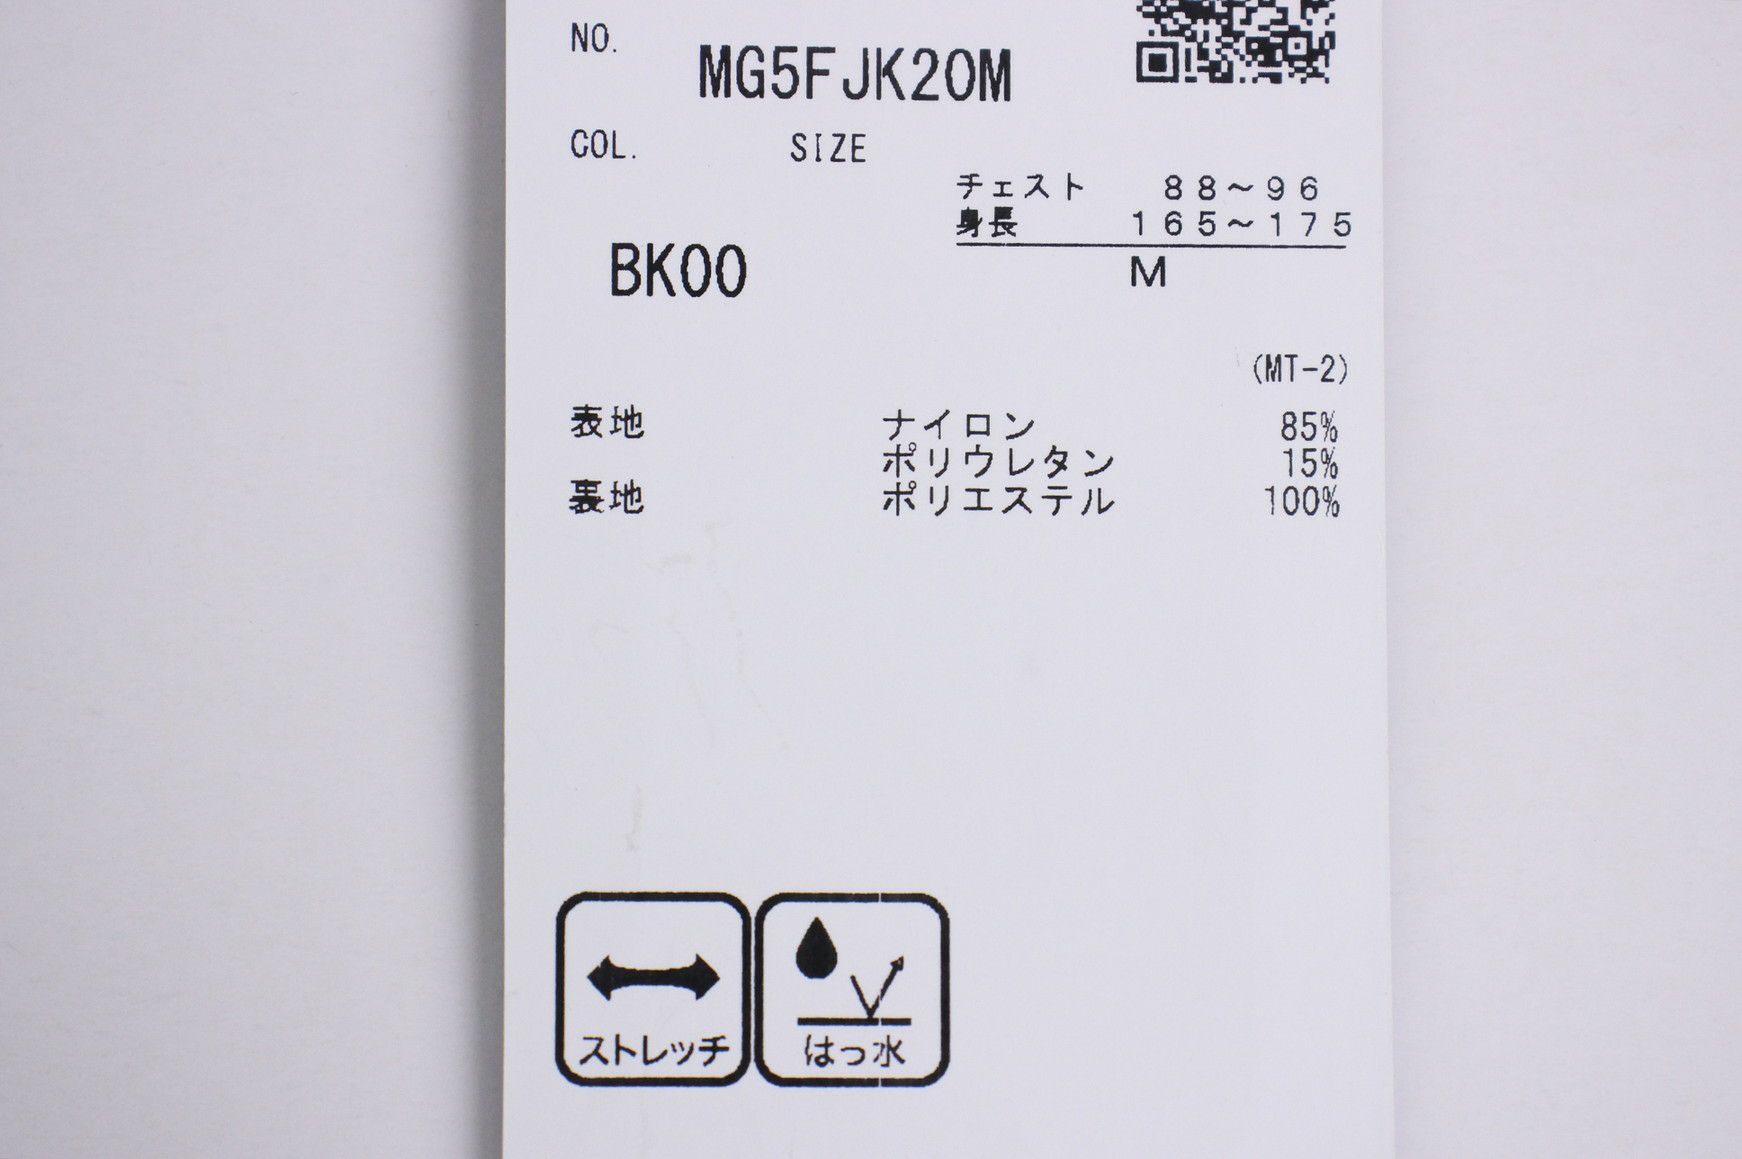 NO.
MG5FJK20M
COL. SIZE
チェスト 88~96
身長 165~175
BK00 M
(MT-2)
表地 ナイロン 85%
ポリウレタン 15%
裏地 ポリエステル 100%
ストレッチ はっ水